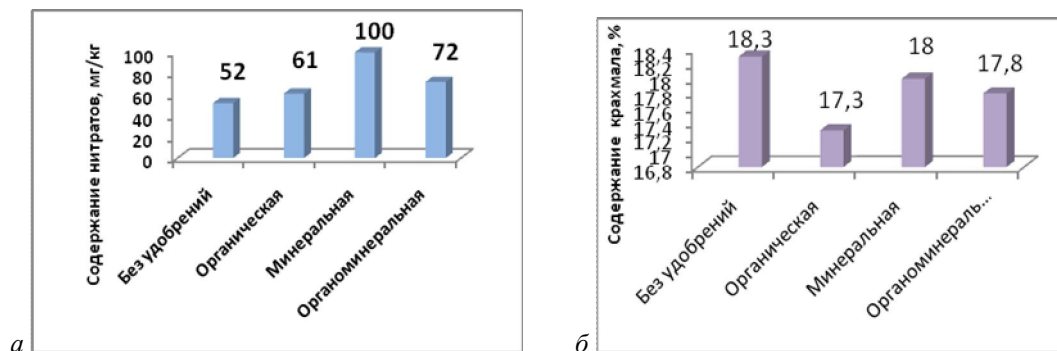 Содержание нитратов, мг/кг
100
80
60
40
20
0
52
61
100
72
Без удобрений
Органическая
Минеральная
Органоминеральная
а
Содержание крахмала, %
18,4
18,2
18
17,8
17,6
17,4
17,2
17
16,8
18,3
17,3
18
17,8
Без удобрений
Органическая
Минеральная
Органоминераль...
б